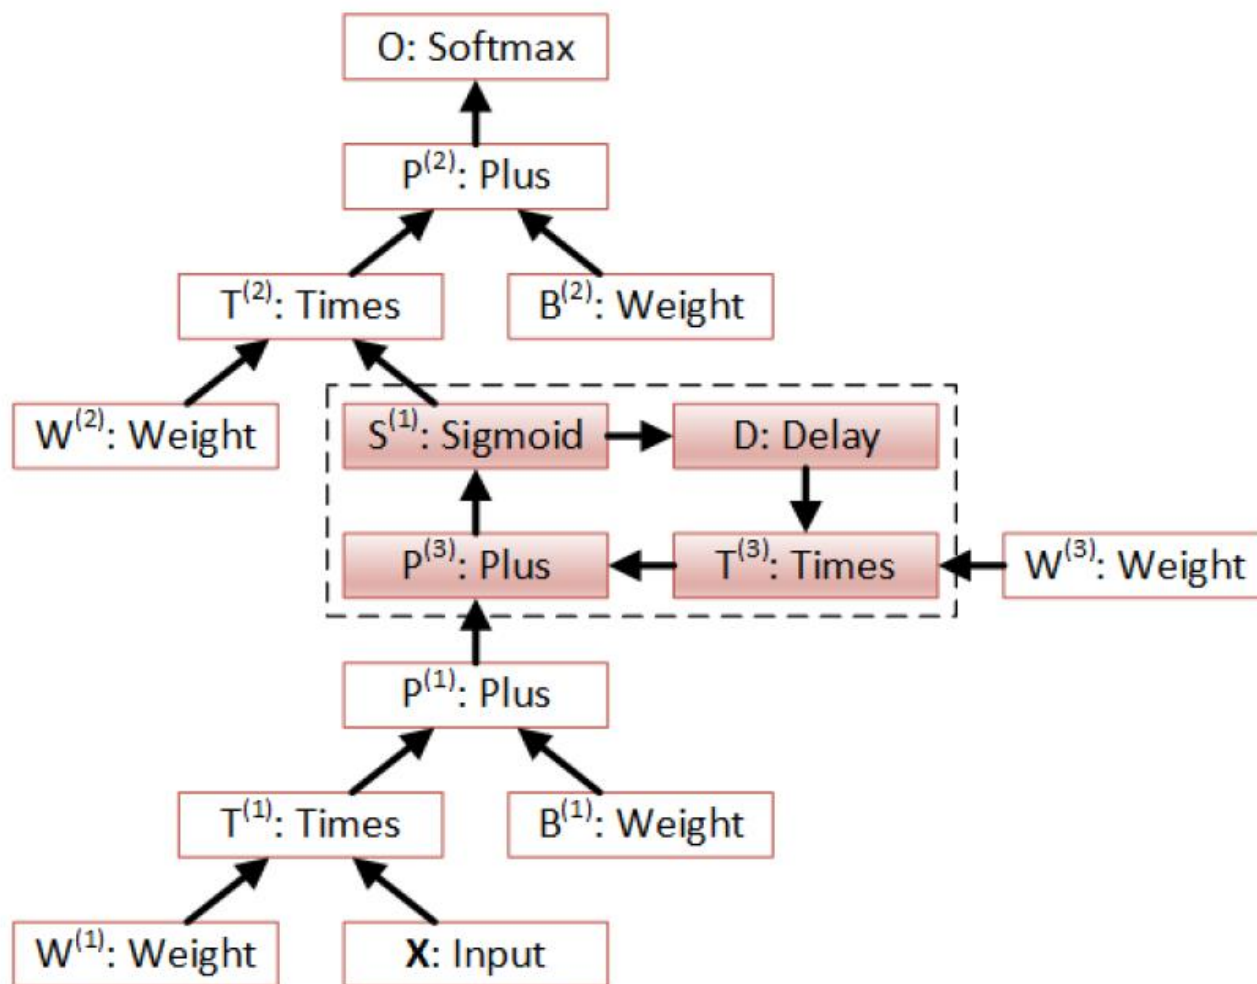 O: Softmax
P(2): Plus
T(2): Times
B(2): Weight
W(2): Weight
S(1): Sigmoid
D: Delay
P(3): Plus
T(3): Times
W(3): Weight
P(1): Plus
T(1): Times
B(1): Weight
W(1): Weight
X: Input